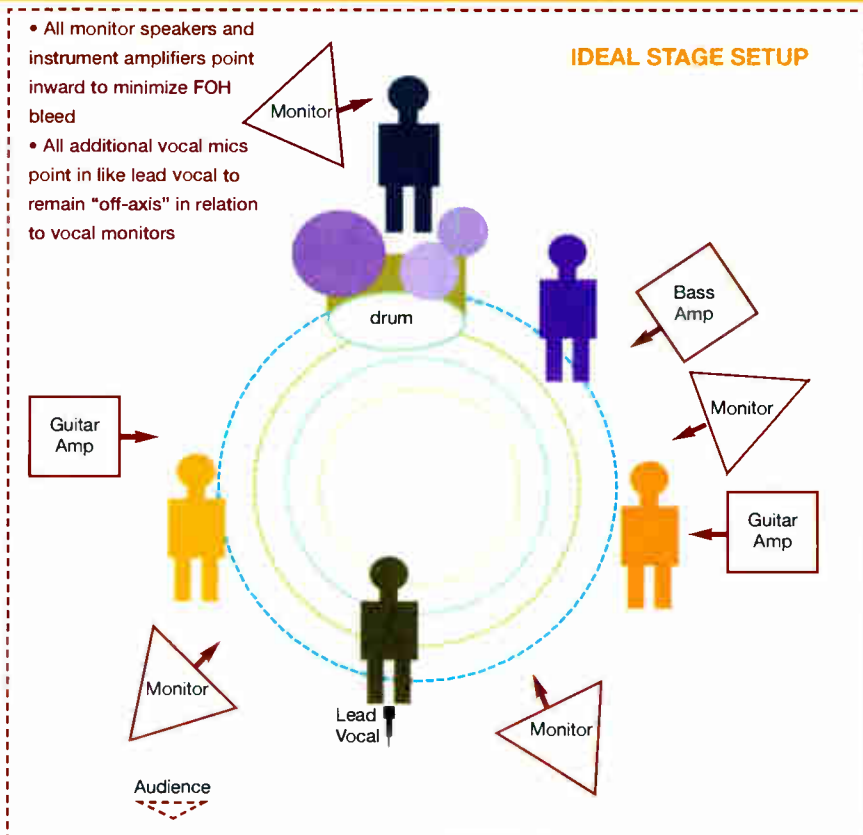 • All monitor speakers and
instrument amplifiers point
inward to minimize FOH
bleed
• All additional vocal mics
point in like lead vocal to
remain “off-axis” in relation
to vocal monitors
IDEAL STAGE SETUP
Monitor
Bass
Amp
drum
Monitor
Guitar
Amp
Guitar
Amp
Monitor
Lead
Vocal
Monitor
Audience